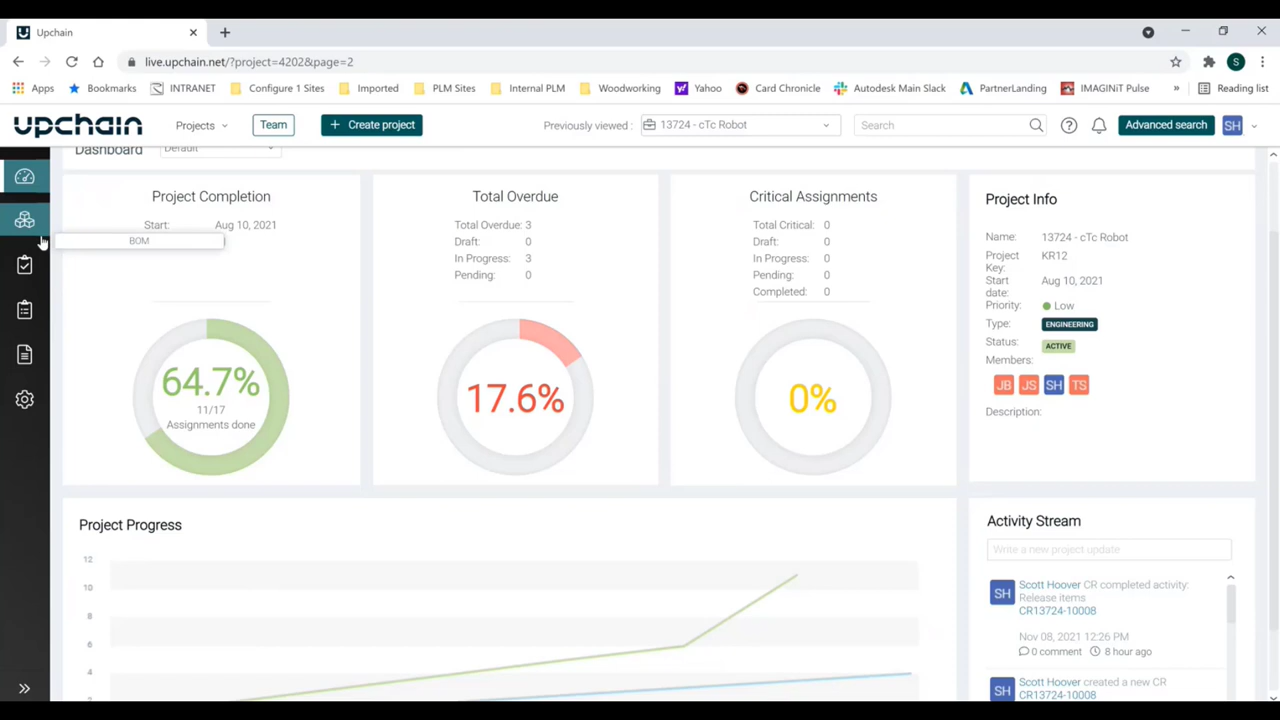 Upchain
live.upchain.net/?project=4202&page=2
Apps
Bookmarks
INTRANET
Configure 1 Sites
Imported
PLM Sites
Internal PLM
Woodworking
Yahoo
Card Chronicle
Autodesk Main Slack
PartnerLanding
IMAGINiT Pulse
»
Reading list
upchain
Projects
Team
+ Create project
Previously viewed :
13724 - cTc Robot
Search
Advanced search
SH
Dashboard
Default
Project Completion
Start: Aug 10, 2021
BOM
64.7%
11/17
Assignments done
Total Overdue
Total Overdue: 3
Draft: 0
In Progress: 3
Pending: 0
17.6%
Critical Assignments
Total Critical: 0
Draft: 0
In Progress: 0
Pending: 0
Completed: 0
0%
Project Info
Name: 13724 - cTc Robot
Project Key: KR12
Start date: Aug 10, 2021
Priority: Low
Type: ENGINEERING
Status: ACTIVE
Members:
JB JS SH TS
Description:
Project Progress
12
10
8
6
4
2
Activity Stream
Write a new project update
SH
Scott Hoover CR completed activity:
Release items
CR13724-10008
Nov 08, 2021 12:26 PM
0 comment 8 hour ago
SH
Scott Hoover created a new CR
CR13724-10008